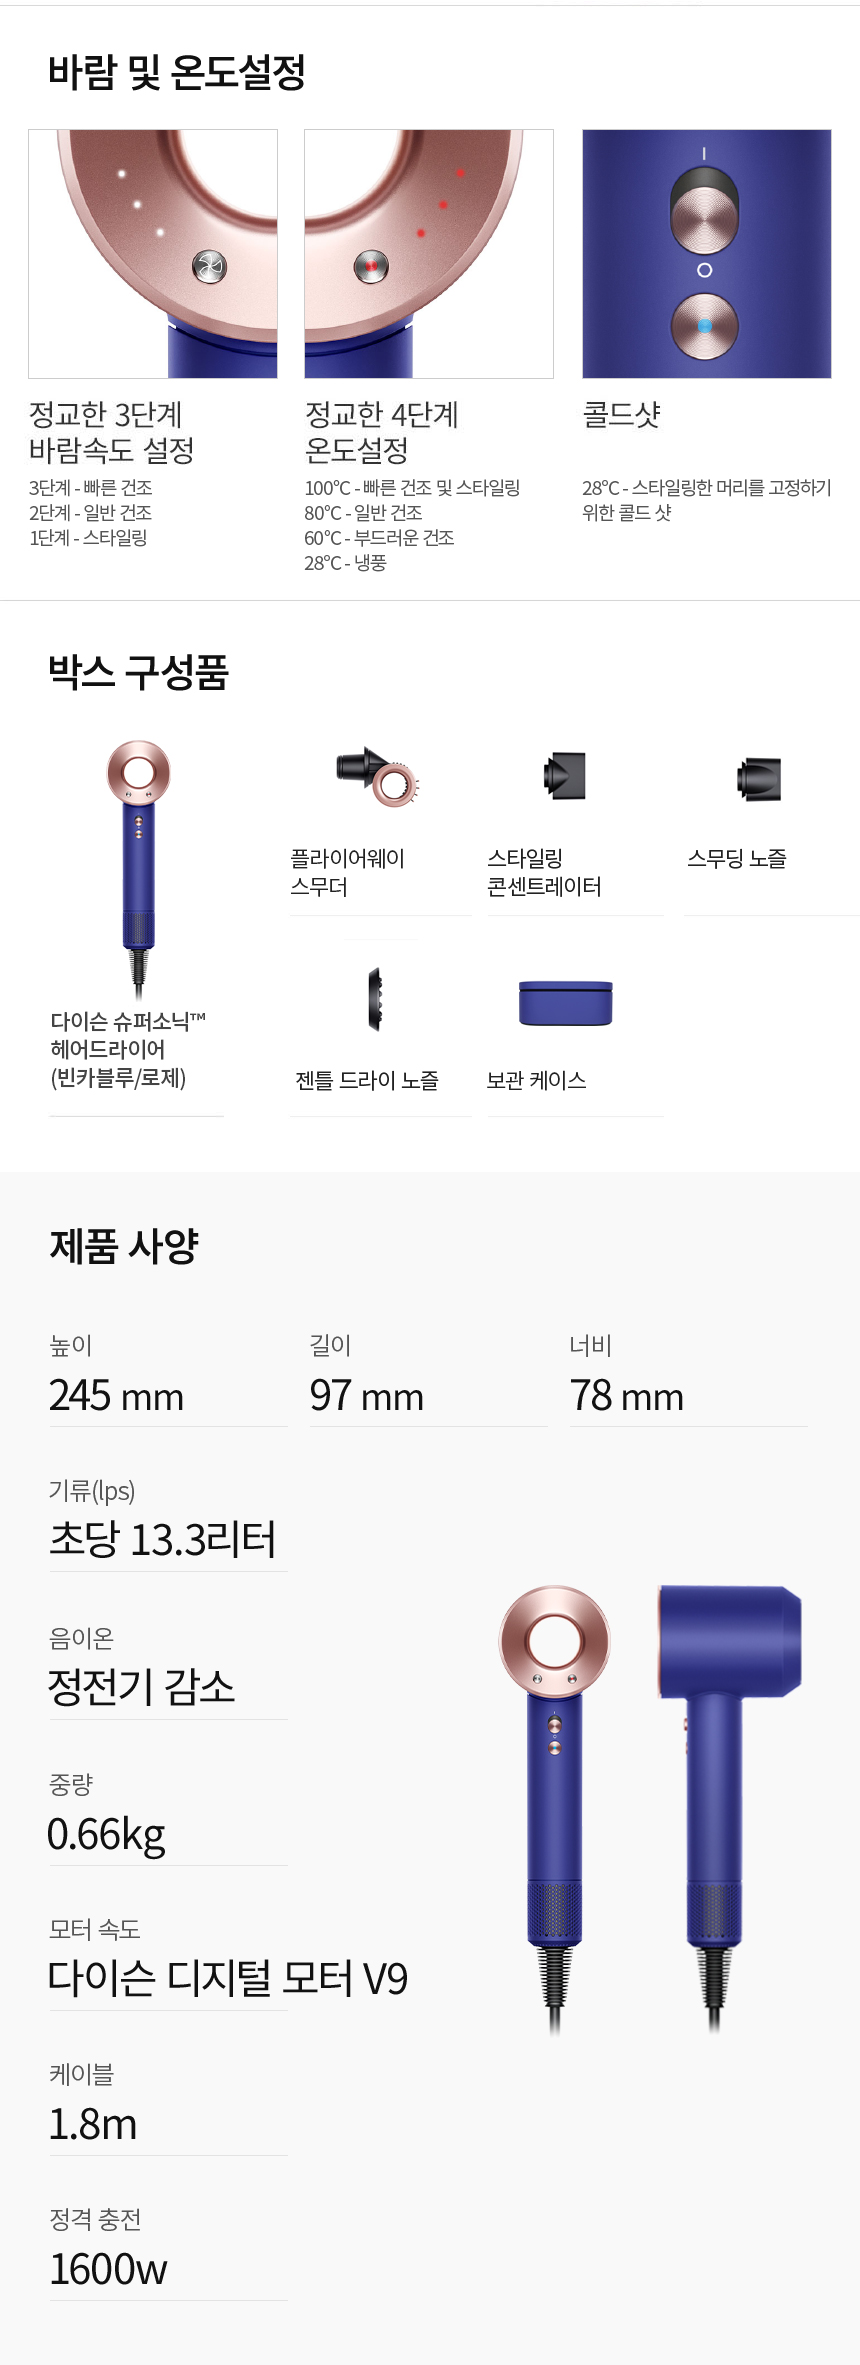 바람 및 온도설정
정교한 3단계
바람속도 설정
3단계 - 빠른 건조
2단계 - 일반 건조
1단계 - 스타일링
정교한 4단계
온도설정
100°C - 빠른 건조 및 스타일링
80°C - 일반 건조
60°C - 부드러운 건조
28°C - 냉풍
콜드샷
28°C - 스타일링한 머리를 고정하기
위한 콜드 샷
박스 구성품
다이슨 슈퍼소닉™
헤어드라이어
(빈카블루/로제)
플라이어웨이
스무더
스타일링
콘센트레이터
스무딩 노즐
젠틀 드라이 노즐
보관 케이스
제품 사양
높이
245 mm
길이
97 mm
너비
78 mm
기류(lps)
초당 13.3리터
음이온
정전기 감소
중량
0.66kg
모터 속도
다이슨 디지털 모터 V9
케이블
1.8m
정격 충전
1600w